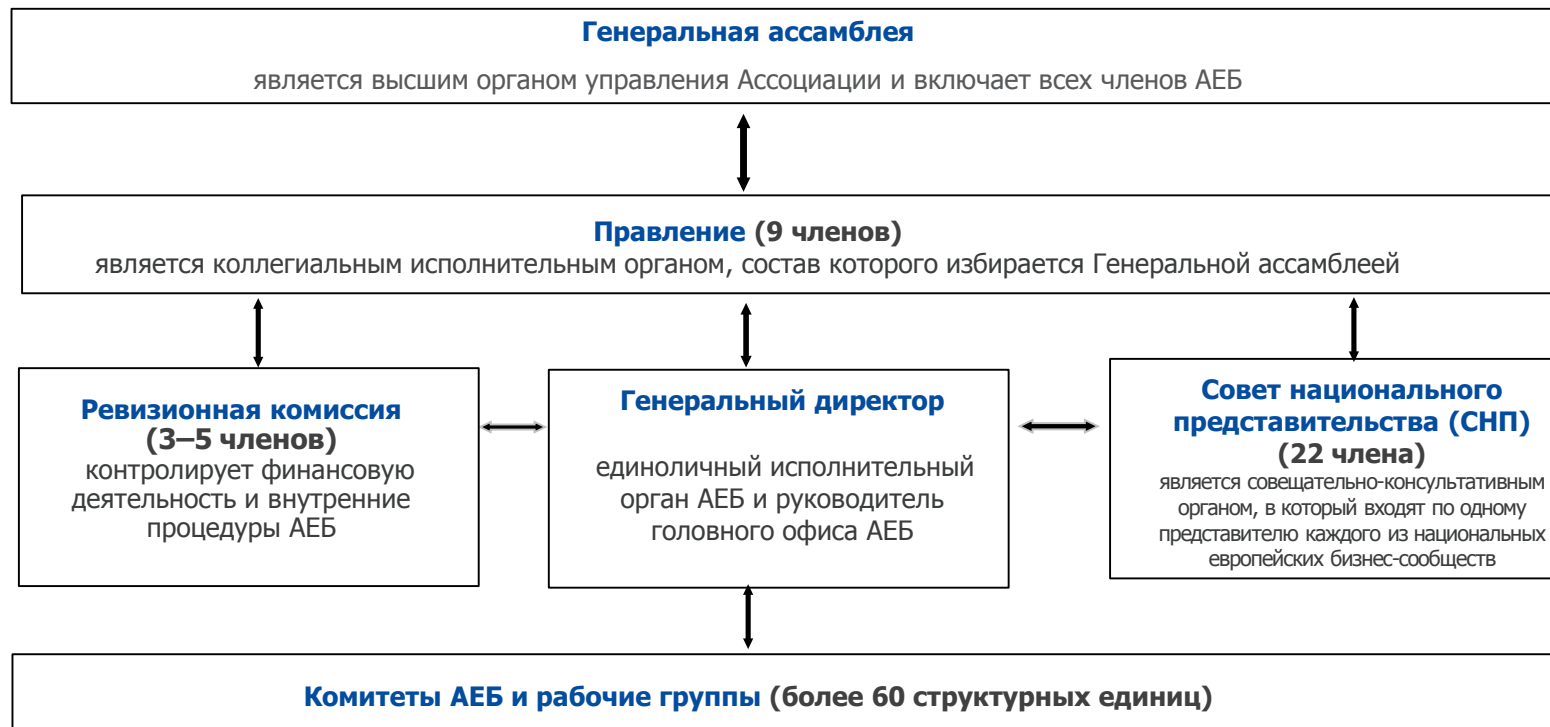 Генеральная ассамблея
является высшим органом управления Ассоциации и включает всех членов АЕБ
Правление (9 членов)
является коллегиальным исполнительным органом, состав которого избирается Генеральной ассамблеей
Ревизионная комиссия
(3–5 членов)
контролирует финансовую
деятельность и внутренние
процедуры АЕБ
Генеральный директор
единоличный исполнительный
орган АЕБ и руководитель
головного офиса АЕБ
Совет национального
представительства (СНП)
(22 члена)
является совещательно-консультативным
органом, в который входят по одному
представителю каждого из национальных
европейских бизнес-сообществ
Комитеты АЕБ и рабочие группы (более 60 структурных единиц)